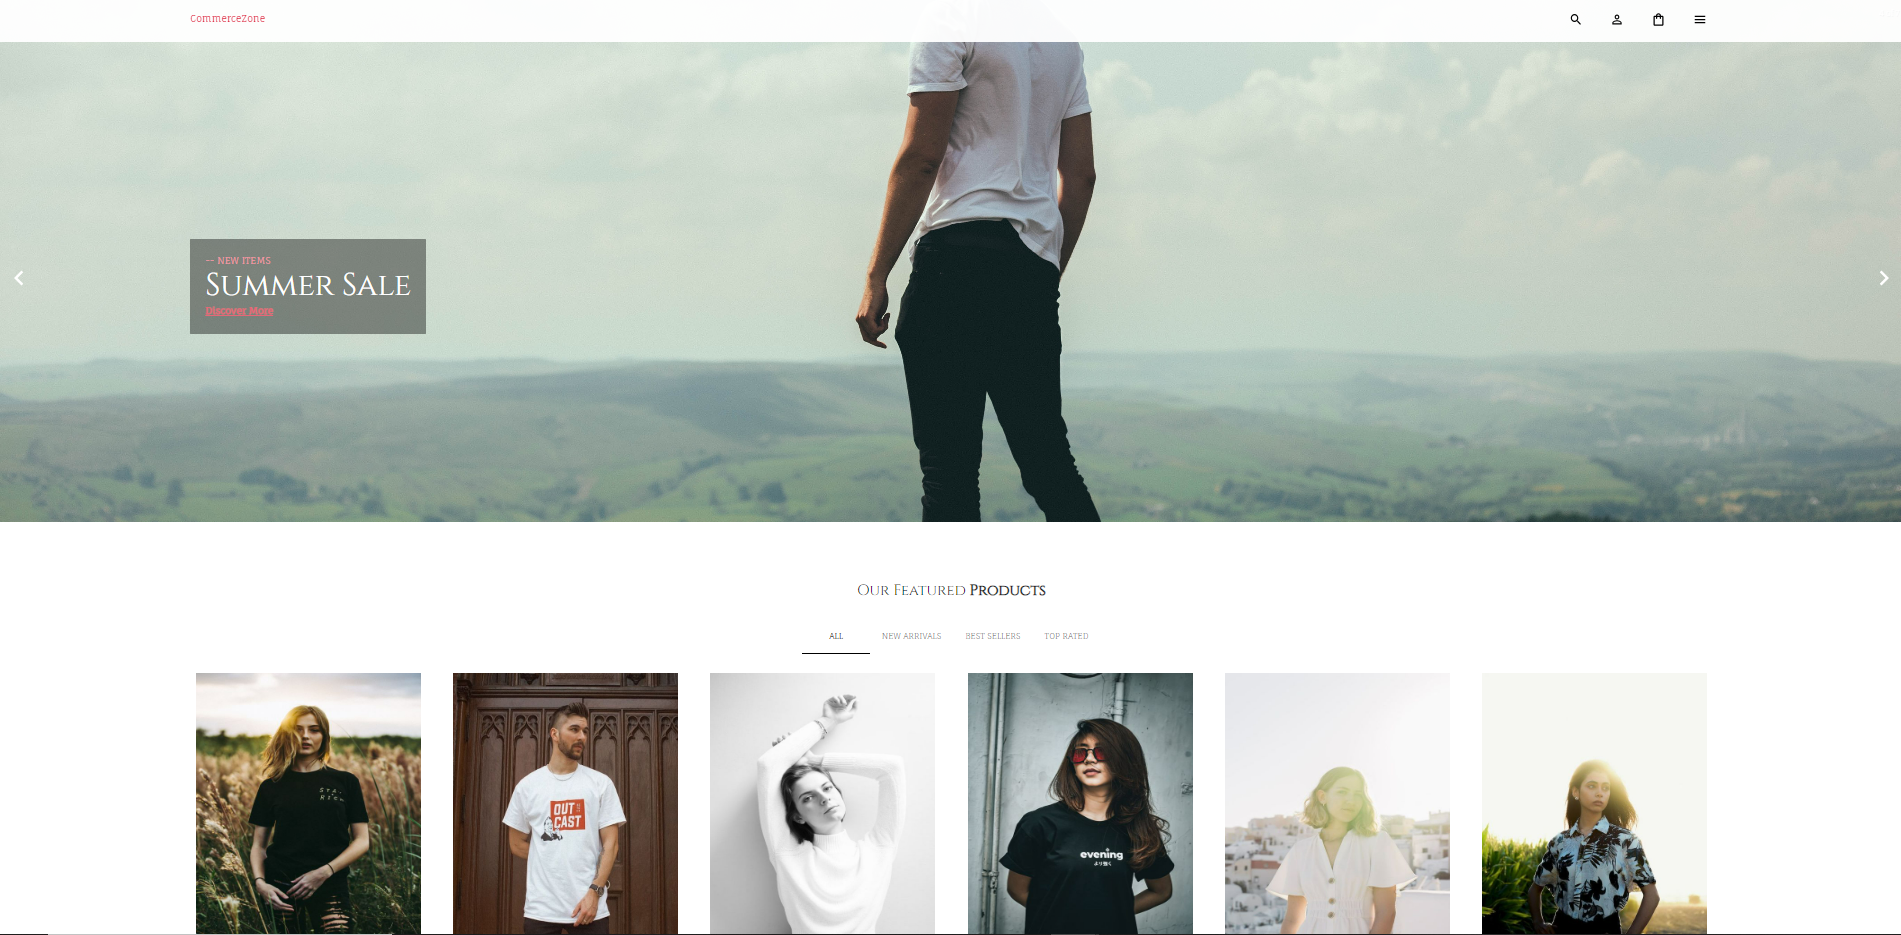 CommerceZone
— NEW ITEMS
Summer Sale
Discover More
Our Featured Products
ALL NEW ARRIVALS BEST SELLERS TOP RATED
OUT
CAST
evening